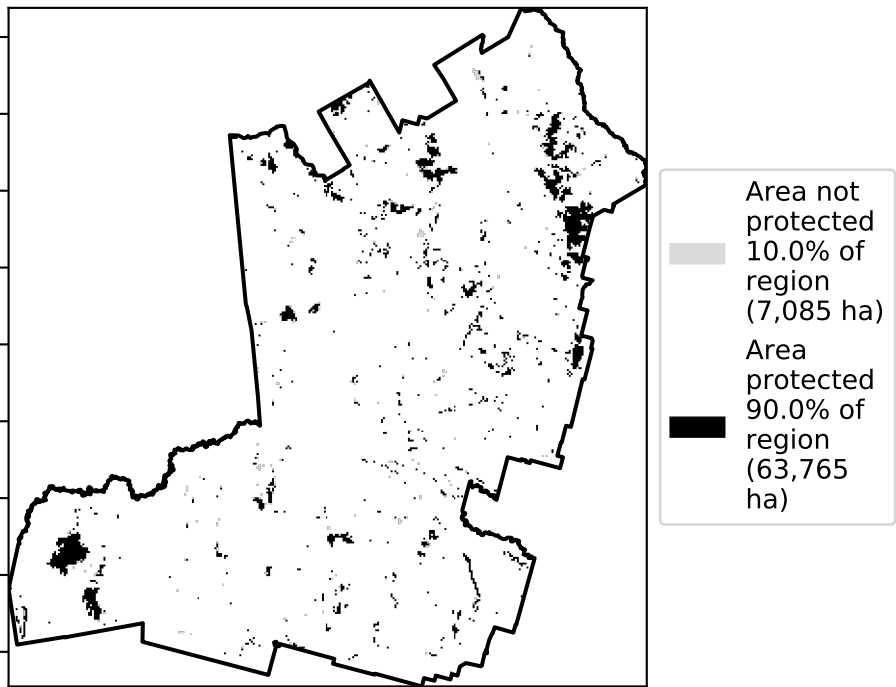 Area not
protected
10.0% of
region
(7,085 ha)
Area
protected
90.0% of
region
(63,765
ha)